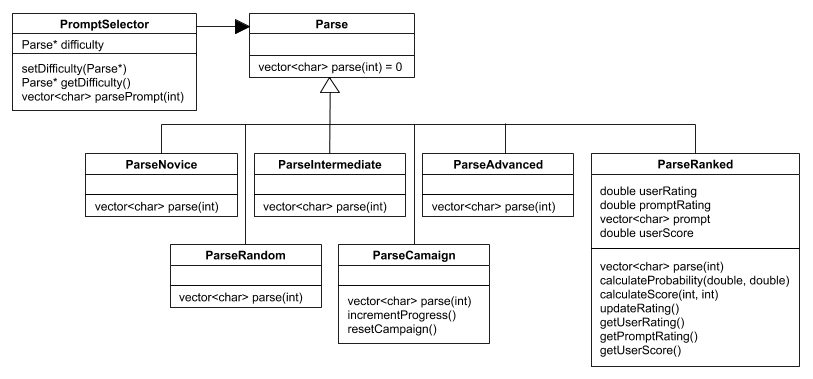 PromptSelector
Parse* difficulty
setDifficulty(Parse*)
Parse* getDifficulty()
vector<char> parsePrompt(int)
Parse
vector<char> parse(int) = 0
ParseNovice
vector<char> parse(int)
ParseIntermediate
vector<char> parse(int)
ParseAdvanced
vector<char> parse(int)
ParseRanked
double userRating
double promptRating
vector<char> prompt
double userScore
vector<char> parse(int)
calculateProbability(double, double)
calculateScore(int, int)
updateRating()
getUserRating()
getPromptRating()
getUserScore()
ParseRandom
vector<char> parse(int)
ParseCamaign
vector<char> parse(int)
incrementProgress()
resetCampaign()